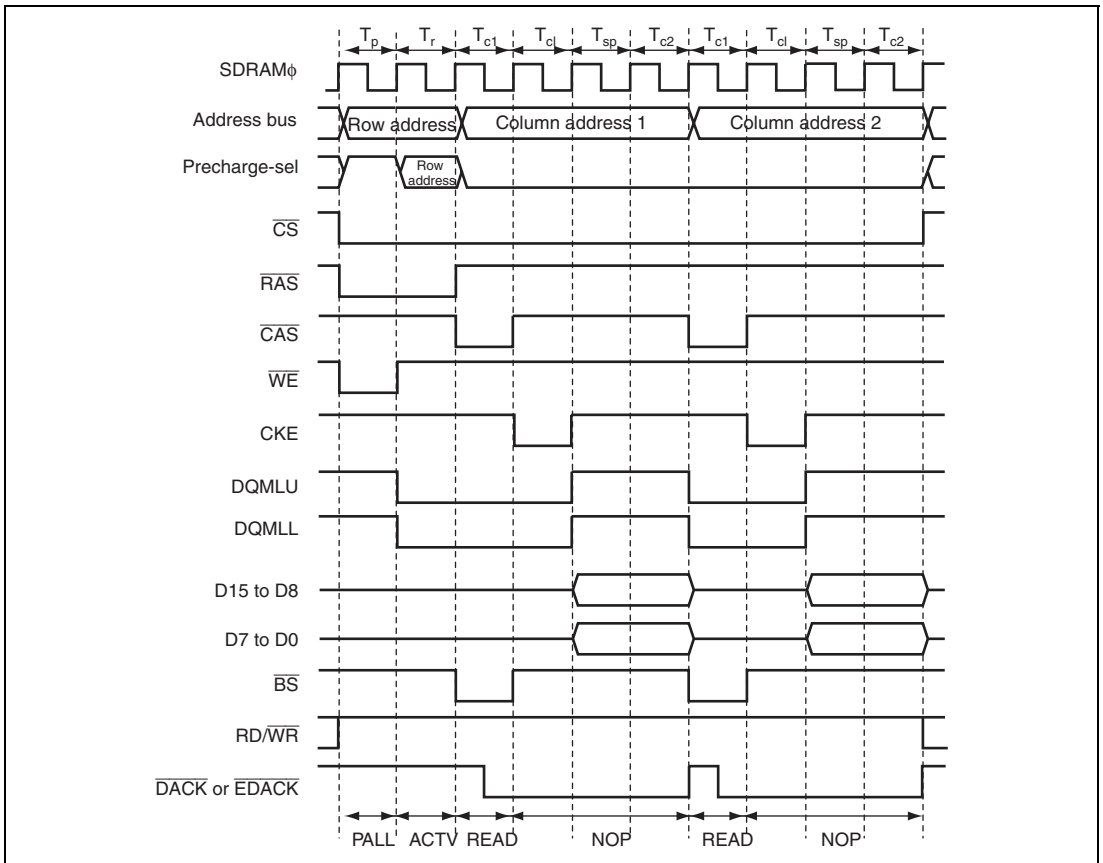 Tp Tr Tc1 Tcl Tsp Tc2 Tc1 Tcl Tsp Tc2
SDRAMϕ
Address bus Row address Column address 1 Column address 2
Precharge-sel Row
address
CS
RAS
CAS
WE
CKE
DQMLU
DQMLL
D15 to D8
D7 to D0
BS
RD/WR
DACK or EDACK
PALL ACTV READ NOP READ NOP